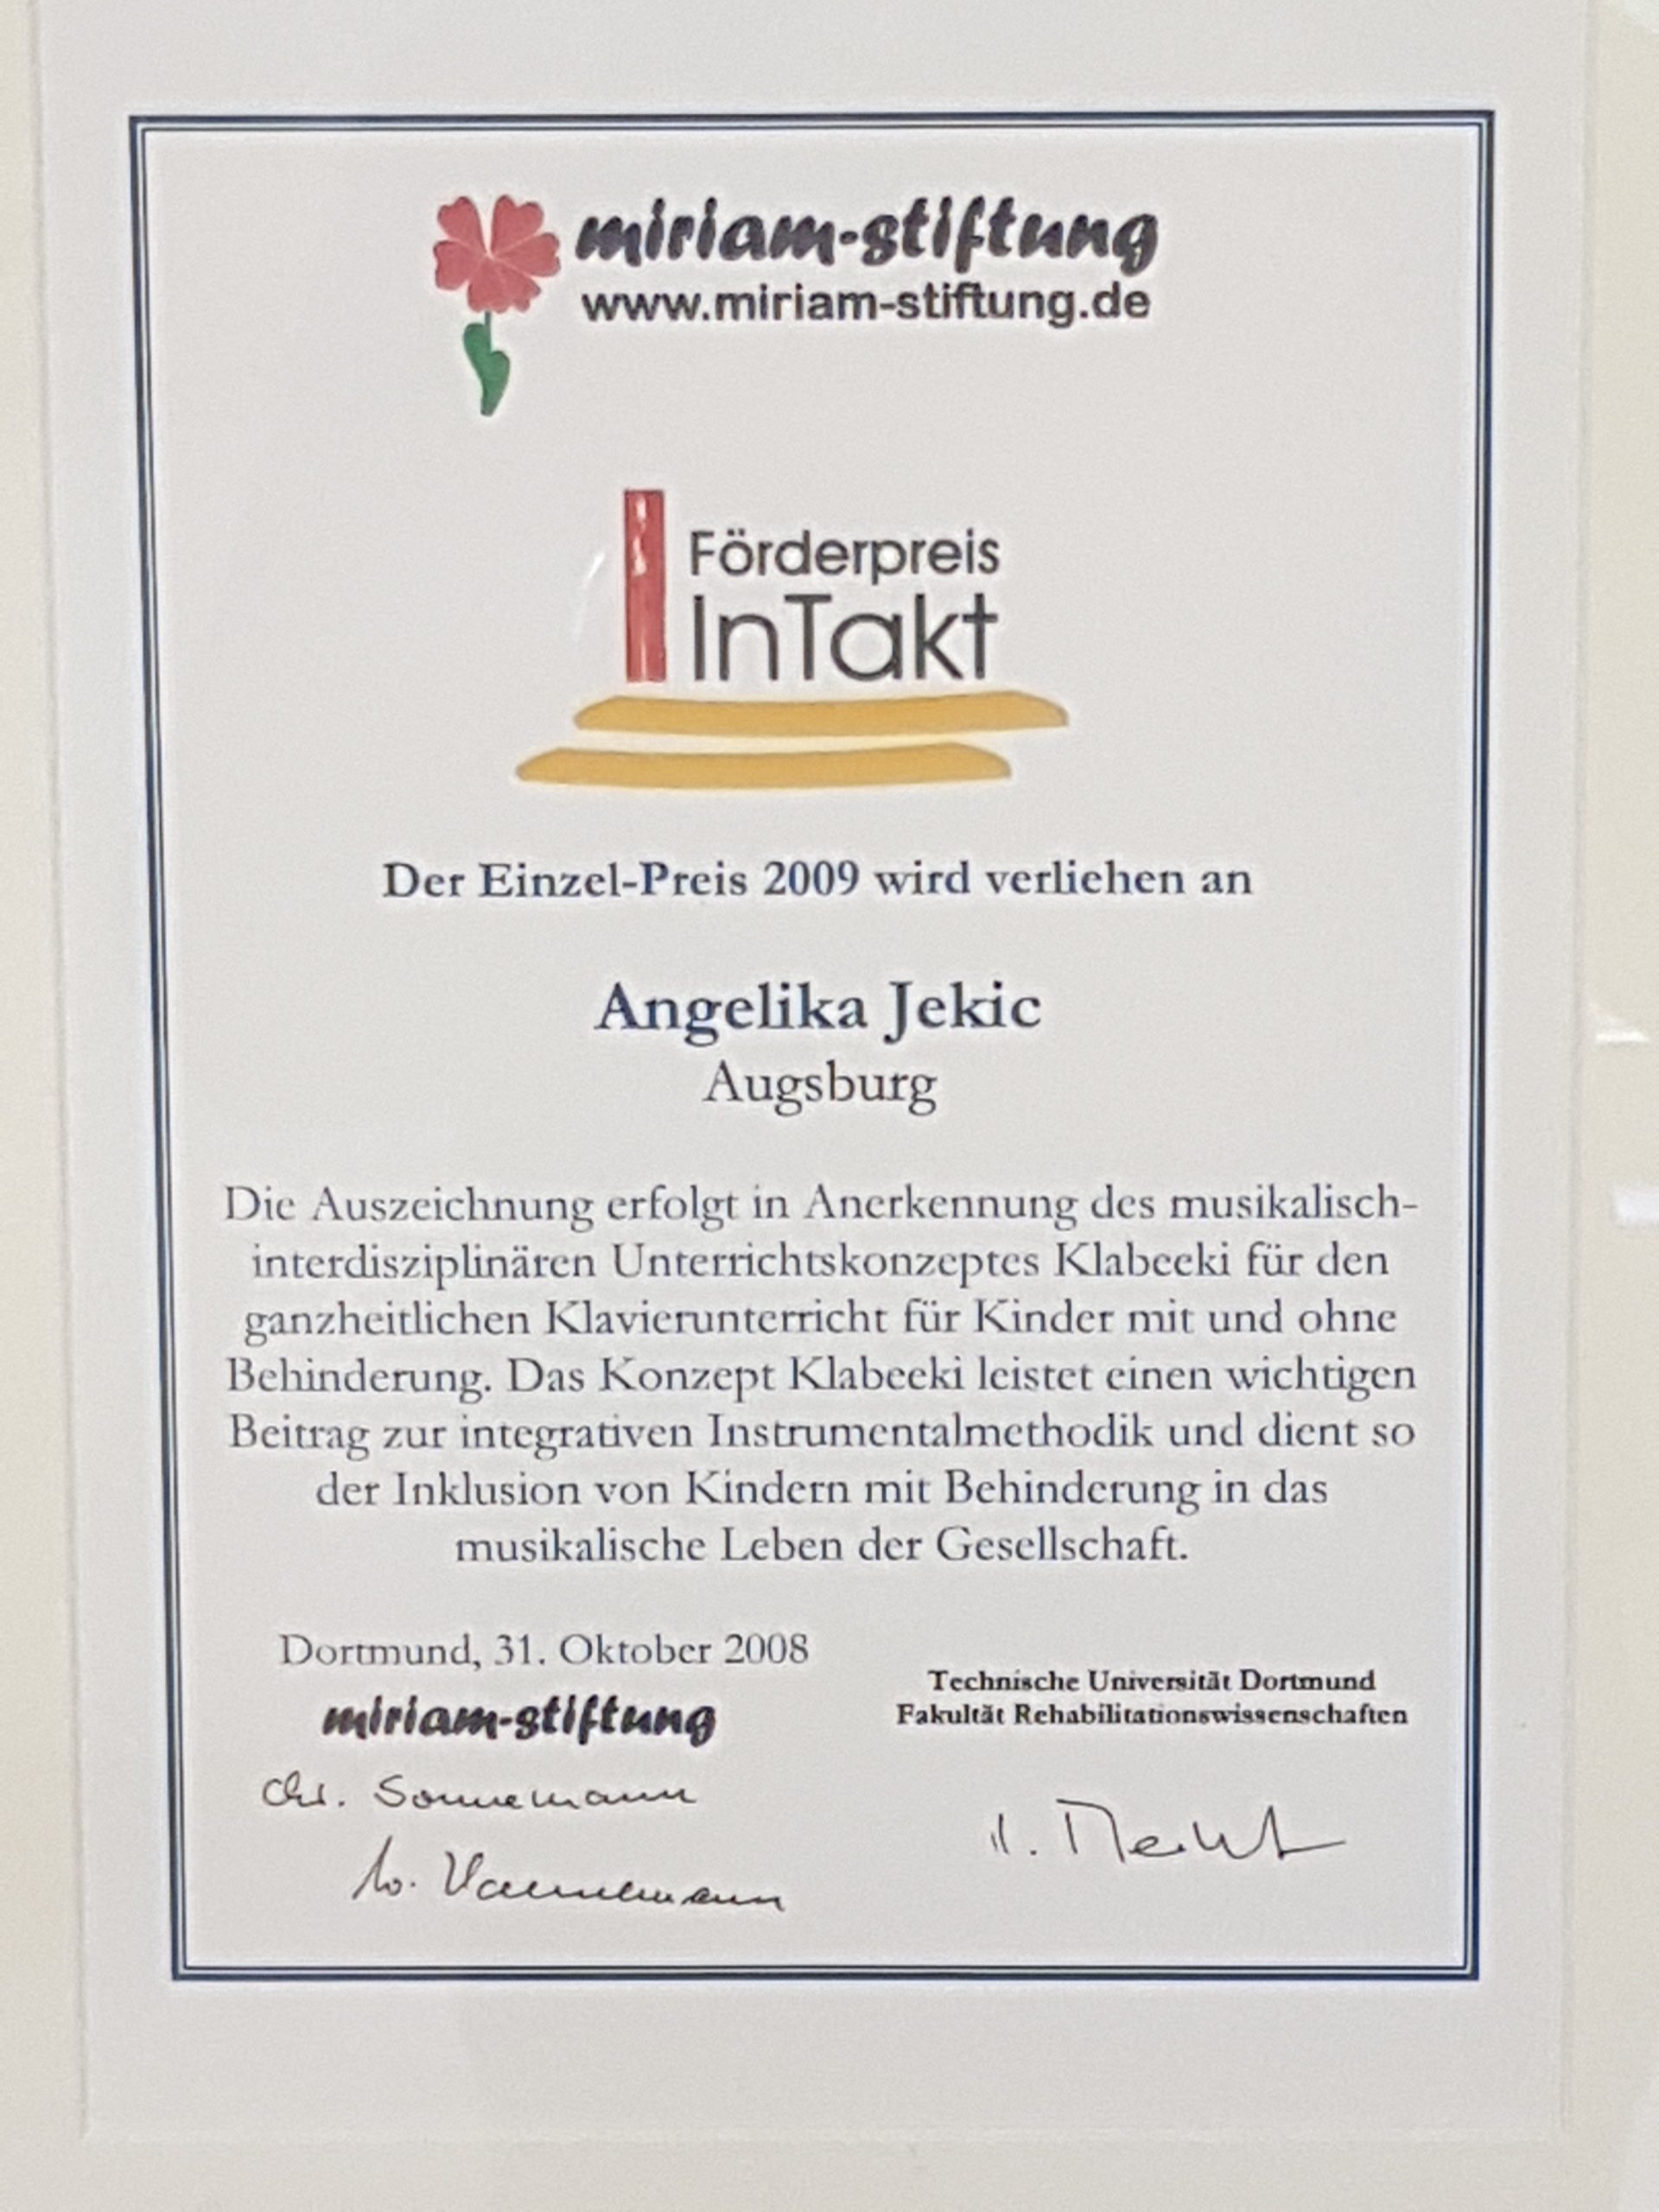 miriam-stiftung
www.miriam-stiftung.de
Förderpreis
InTakt
Der Einzel-Preis 2009 wird verliehen an
Angelika Jekic
Augsburg
Die Auszeichnung erfolgt in Anerkennung des musikalisch-
interdisziplinären Unterrichtskonzeptes Klabeeki für den
ganzheitlichen Klavierunterricht für Kinder mit und ohne
Behinderung. Das Konzept Klabeeki leistet einen wichtigen
Beitrag zur integrativen Instrumentalmethodik und dient so
der Inklusion von Kindern mit Behinderung in das
musikalische Leben der Gesellschaft.
Dortmund, 31. Oktober 2008
miriam-stiftung
Technische Universität Dortmund
Fakultät Rehabilitationswissenschaften
Chr. Sonnemann